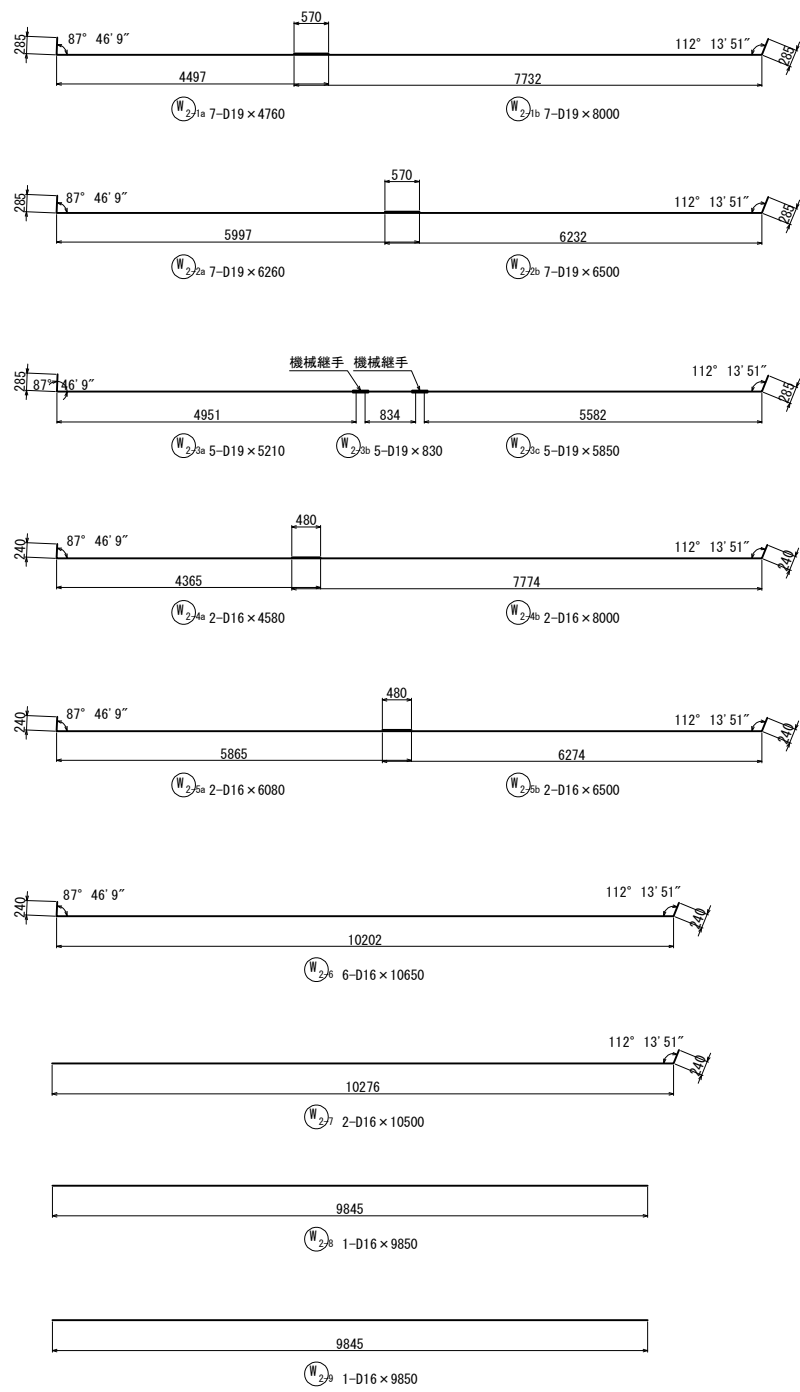 570
285
87° 46′ 9″
112° 13′ 51″
285
4497
7732
W2-1a 7-D19×4760
W2-1b 7-D19×8000
570
285
87° 46′ 9″
112° 13′ 51″
285
5997
6232
W2-2a 7-D19×6260
W2-2b 7-D19×6500
機械継手 機械継手
285
87° 46′ 9″
112° 13′ 51″
285
4951
834
5582
W2-3a 5-D19×5210
W2-3b 5-D19×830
W2-3c 5-D19×5850
480
240
87° 46′ 9″
112° 13′ 51″
240
4365
7774
W2-4a 2-D16×4580
W2-4b 2-D16×8000
480
240
87° 46′ 9″
112° 13′ 51″
240
5865
6274
W2-5a 2-D16×6080
W2-5b 2-D16×6500
240
87° 46′ 9″
112° 13′ 51″
240
10202
W2-6 6-D16×10650
112° 13′ 51″
240
10276
W2-7 2-D16×10500
9845
W2-8 1-D16×9850
9845
W2-9 1-D16×9850